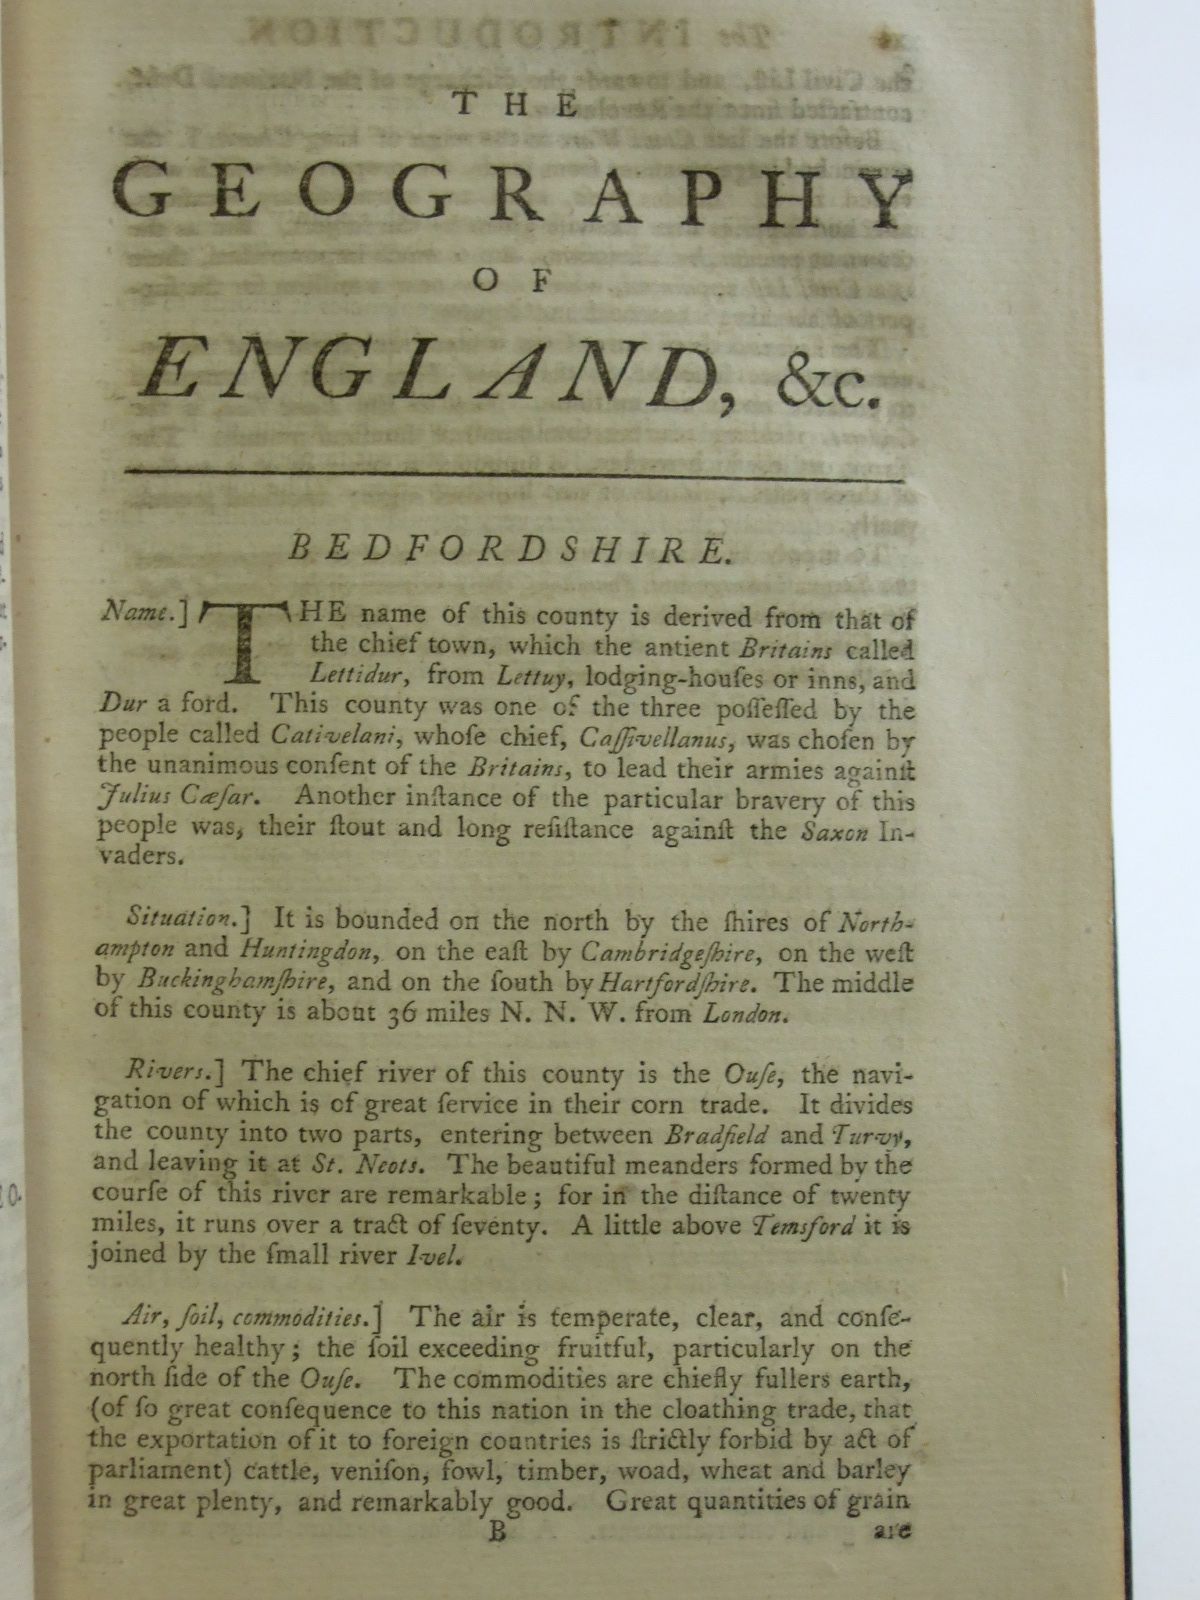 THE
GEOGRAPHY
OF
ENGLAND, &c.
BEDFORDSHIRE.
Name.] THE name of this county is derived from that of
the chief town, which the antient Britains called
Lettidur, from Lettuy, lodging-houſes or inns, and
Dur a ford. This county was one of the three poſſeſſed by the
people called Cativelani, whoſe chief, Caſſivellanus, was choſen by
the unanimous conſent of the Britains, to lead their armies againſt
Julius Cæſar. Another inſtance of the particular bravery of this
people was, their ſtout and long reſiſtance againſt the Saxon In-
vaders.
Situation.] It is bounded on the north by the ſhires of North-
ampton and Huntingdon, on the eaſt by Cambridgeſhire, on the weſt
by Buckinghamſhire, and on the ſouth by Hartfordſhire. The middle
of this county is about 36 miles N. N. W. from London.
Rivers.] The chief river of this county is the Ouſe, the navi-
gation of which is of great ſervice in their corn trade. It divides
the county into two parts, entering between Bradfield and Turvy,
and leaving it at St. Neots. The beautiful meanders formed by the
courſe of this river are remarkable; for in the diſtance of twenty
miles, it runs over a tract of ſeventy. A little above Temsford it is
joined by the ſmall river Ivel.
Air, ſoil, commodities.] The air is temperate, clear, and conſe-
quently healthy; the ſoil exceeding fruitful, particularly on the
north ſide of the Ouſe. The commodities are chiefly fullers earth,
(of ſo great conſequence to this nation in the cloathing trade, that
the exportation of it to foreign countries is ſtrictly forbid by act of
parliament) cattle, veniſon, fowl, timber, woad, wheat and barley
in great plenty, and remarkably good. Great quantities of grain
B are